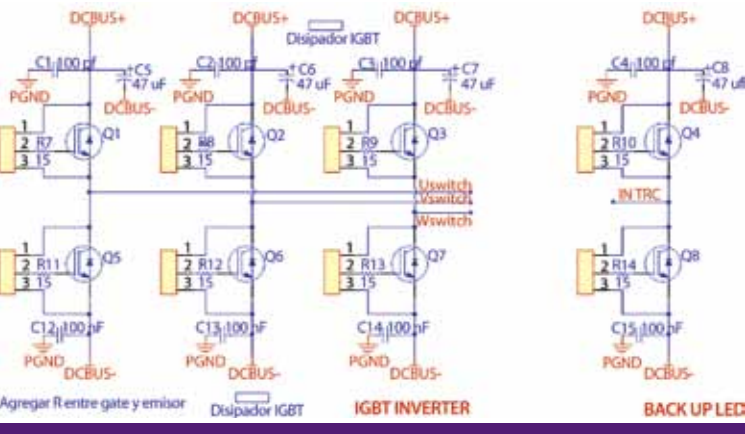 DCBUS+ DCBUS+ DCBUS+ DCBUS+
Disipador IGBT
C1 100 pf C2 100 pf C3 100 pf C4 100 pf
+C5 +C6 +C7 +C8
47 uF 47 uF 47 uF 47 uF
PGND PGND PGND PGND
DCBUS- DCBUS- DCBUS- DCBUS-
1 Q1 1 Q2 1 Q3 1 Q4
2 R7 2 2 R9 2 R10
3 15 3 15 3 15 3 15
Uswitch
Vswitch
Wswitch
IN TRC
1 Q5 1 Q6 1 Q7 1 Q8
2 R11 2 R12 2 R13 2 R14
3 15 3 15 3 15 3 15
C12 100 nF C13 100 nF C14 100 nF C15 100 nF
PGND PGND PGND PGND
DCBUS- DCBUS- DCBUS- DCBUS-
Agregar R entre gate y emisor
Disipador IGBT
IGBT INVERTER
BACK UP LED